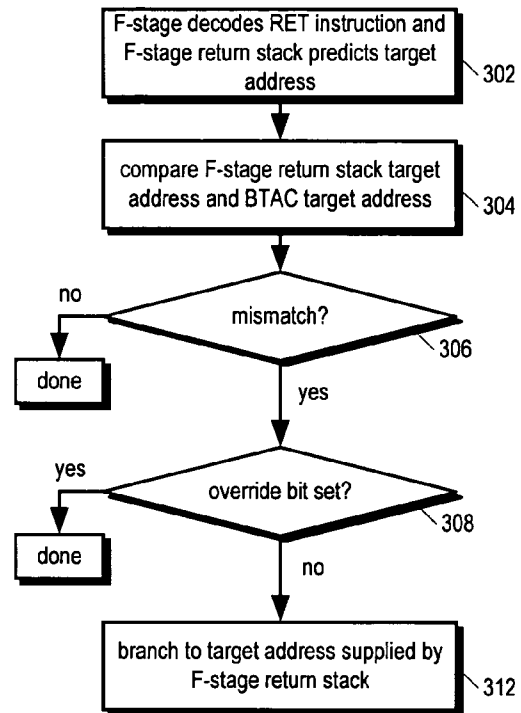 F-stage decodes RET instruction and
F-stage return stack predicts target
address
302
compare F-stage return stack target
address and BTAC target address
304
mismatch?
306
no
done
yes
override bit set?
308
yes
done
no
branch to target address supplied by
F-stage return stack
312